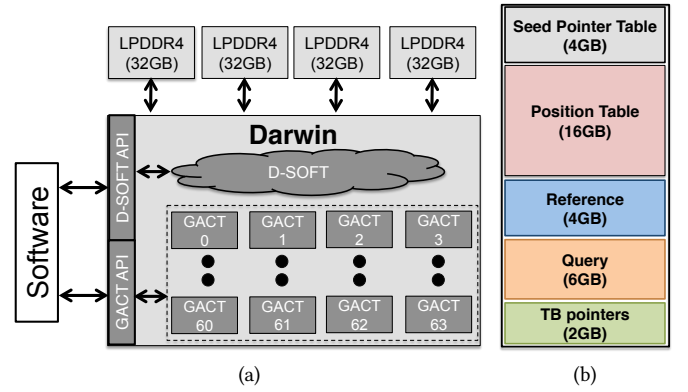 LPDDR4 LPDDR4 LPDDR4 LPDDR4
(32GB) (32GB) (32GB) (32GB)
Darwin
D-SOFT
Software
D-SOFT API
GACT API
GACT GACT GACT GACT
0 1 2 3
GACT GACT GACT GACT
60 61 62 63
(a)
Seed Pointer Table
(4GB)
Position Table
(16GB)
Reference
(4GB)
Query
(6GB)
TB pointers
(2GB)
(b)